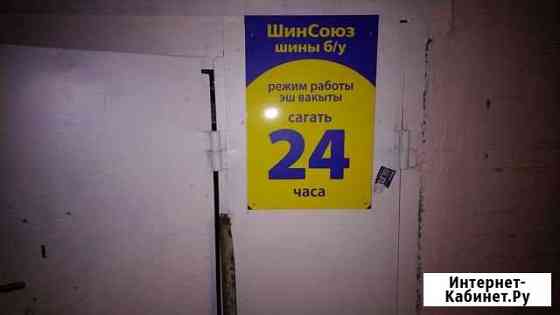 ШинСоюз
шины б/у
режим работы
эш вакыты
сагать
24
часа
Интернет-
Кабинет.Ру